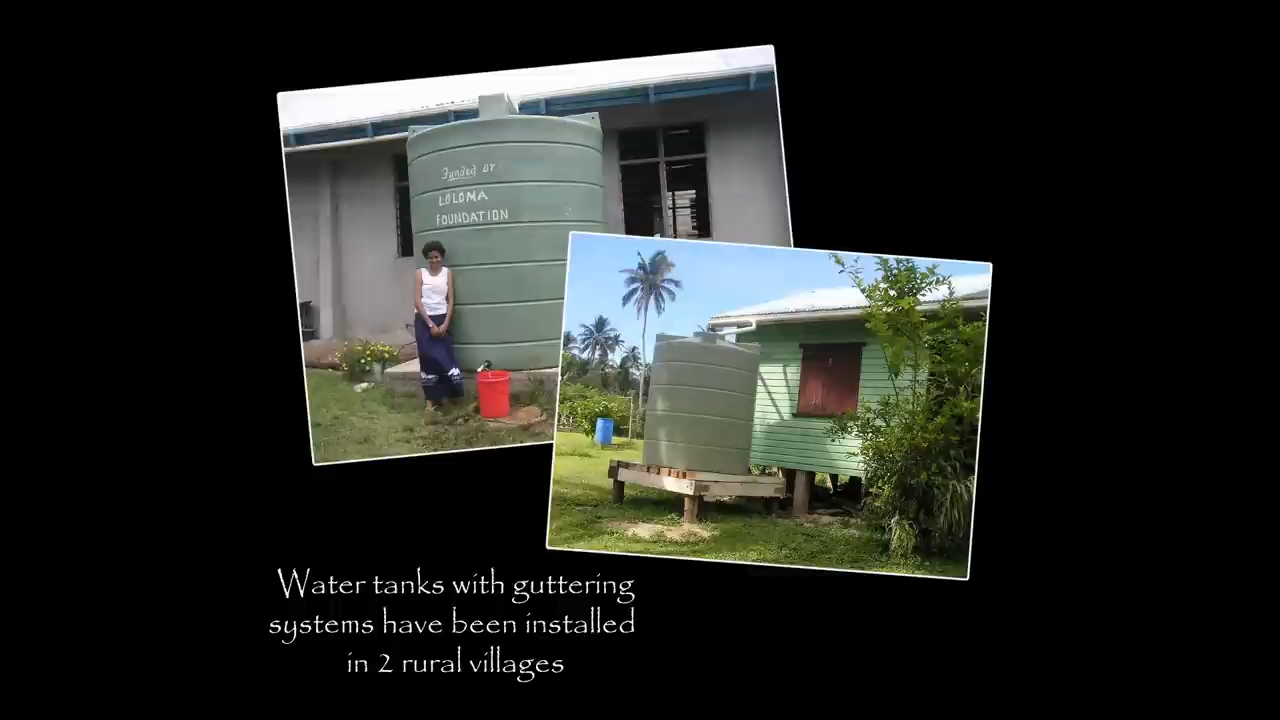 Funded BY
LOLOMA
FOUNDATION
Water tanks with guttering
systems have been installed
in 2 rural villages